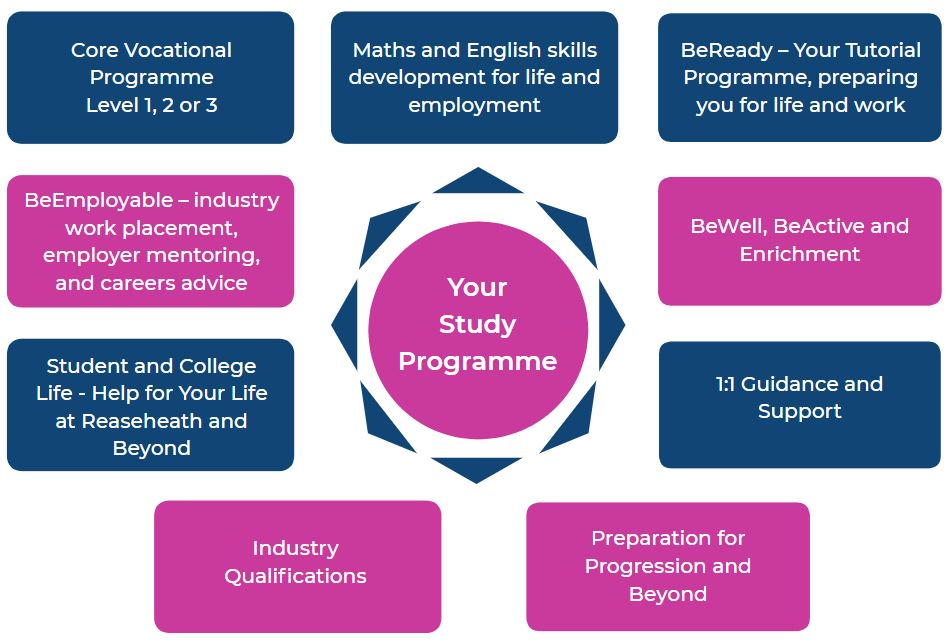 Core Vocational
Programme
Level 1, 2 or 3
Maths and English skills
development for life and
employment
BeReady – Your Tutorial
Programme, preparing
you for life and work
BeEmployable – industry
work placement,
employer mentoring,
and careers advice
Your
Study
Programme
BeWell, BeActive and
Enrichment
Student and College
Life - Help for Your Life
at Reaseheath and
Beyond
1:1 Guidance and
Support
Industry
Qualifications
Preparation for
Progression and
Beyond